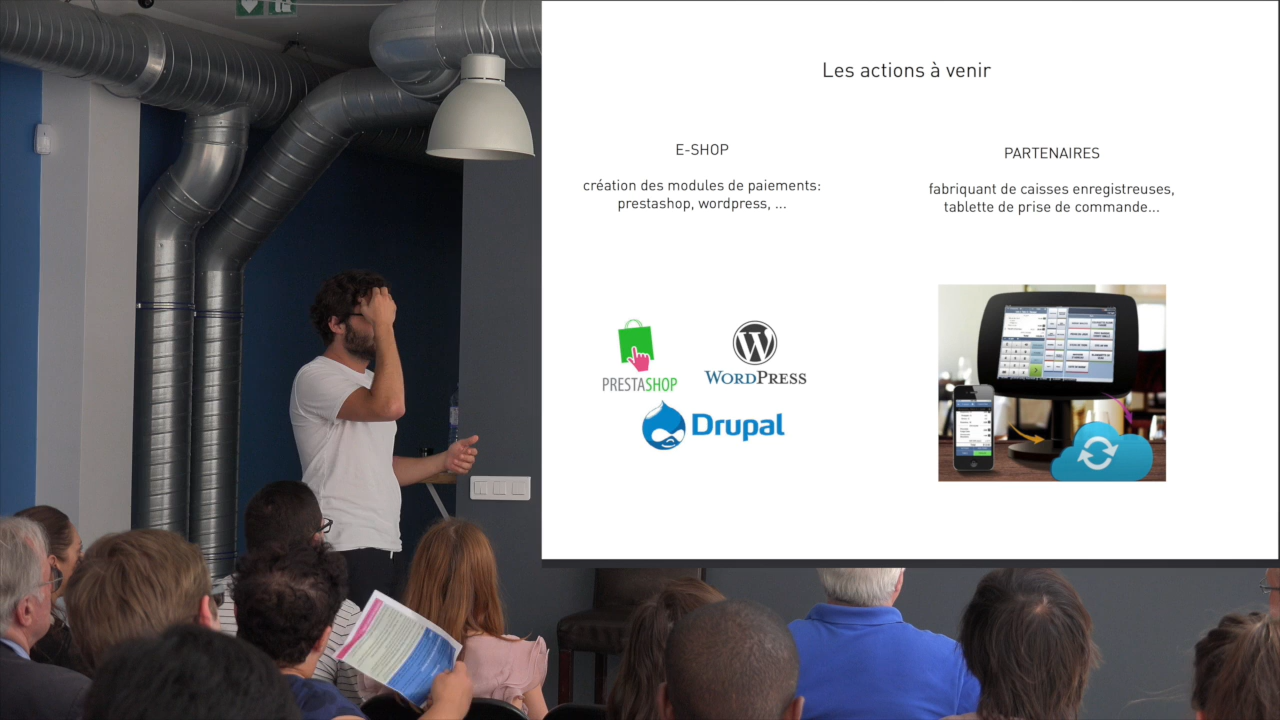 Les actions à venir
E-SHOP
création des modules de paiements:
prestashop, wordpress, ...
PRESTASHOP
WORDPRESS
Drupal
PARTENAIRES
fabriquant de caisses enregistreuses,
tablette de prise de commande...